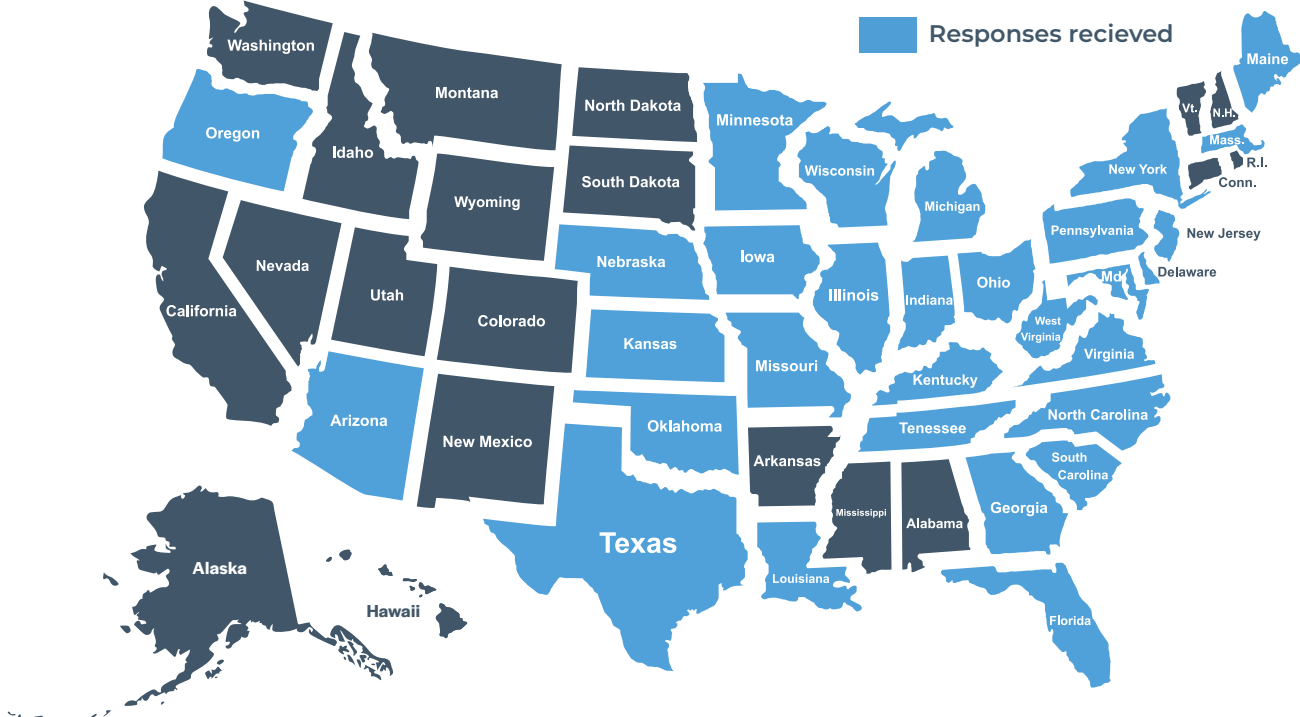 Responses recieved
Washington
Montana
North Dakota
Minnesota
Maine
Oregon
Idaho
South Dakota
Wisconsin
Michigan
New York
Vt.
N.H.
Mass.
R.I.
Conn.
Wyoming
Nebraska
Iowa
Pennsylvania
New Jersey
Nevada
Utah
Colorado
Illinois
Indiana
Ohio
Md.
Delaware
California
Kansas
Missouri
West
Virginia
Virginia
Kentucky
Arizona
New Mexico
Oklahoma
Arkansas
Tenessee
North Carolina
South
Carolina
Texas
Mississippi
Alabama
Georgia
Louisiana
Florida
Alaska
Hawaii